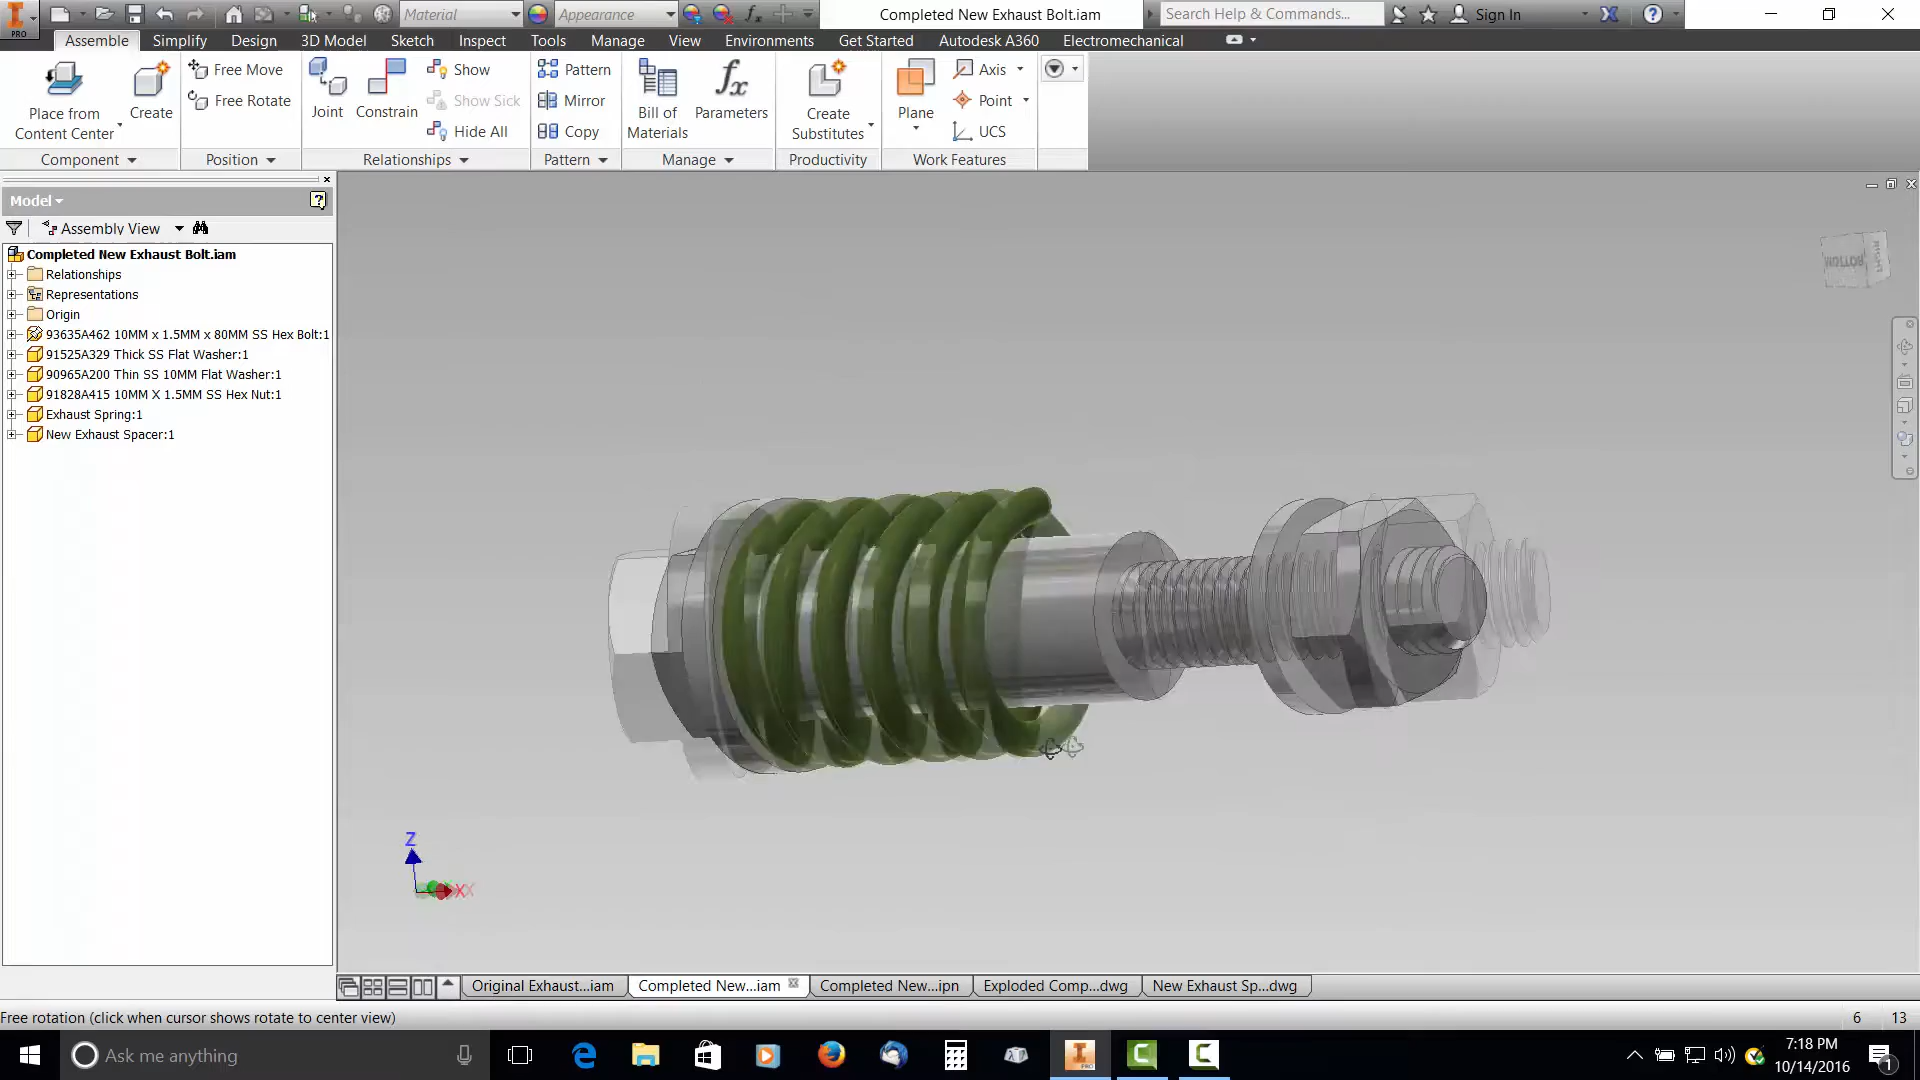 PRO
Material
Appearance
Completed New Exhaust Bolt.iam
Search Help & Commands...
Sign In
Assemble
Simplify
Design
3D Model
Sketch
Inspect
Tools
Manage
View
Environments
Get Started
Autodesk A360
Electromechanical
Place from
Content Center
Create
Free Move
Free Rotate
Joint
Constrain
Show
Show Sick
Hide All
Pattern
Mirror
Copy
Bill of
Materials
Parameters
Create
Substitutes
Plane
Axis
Point
UCS
Component
Position
Relationships
Pattern
Manage
Productivity
Work Features
Model
Assembly View
Completed New Exhaust Bolt.iam
Relationships
Representations
Origin
93635A462 10MM x 1.5MM x 80MM SS Hex Bolt:1
91525A329 Thick SS Flat Washer:1
90965A200 Thin SS 10MM Flat Washer:1
91828A415 10MM X 1.5MM SS Hex Nut:1
Exhaust Spring:1
New Exhaust Spacer:1
BOTTOM
Z
X
Original Exhaust...iam
Completed New...iam
Completed New...ipn
Exploded Comp...dwg
New Exhaust Sp...dwg
Free rotation (click when cursor shows rotate to center view)
6
13
Ask me anything
PRO
7:18 PM
10/14/2016
1